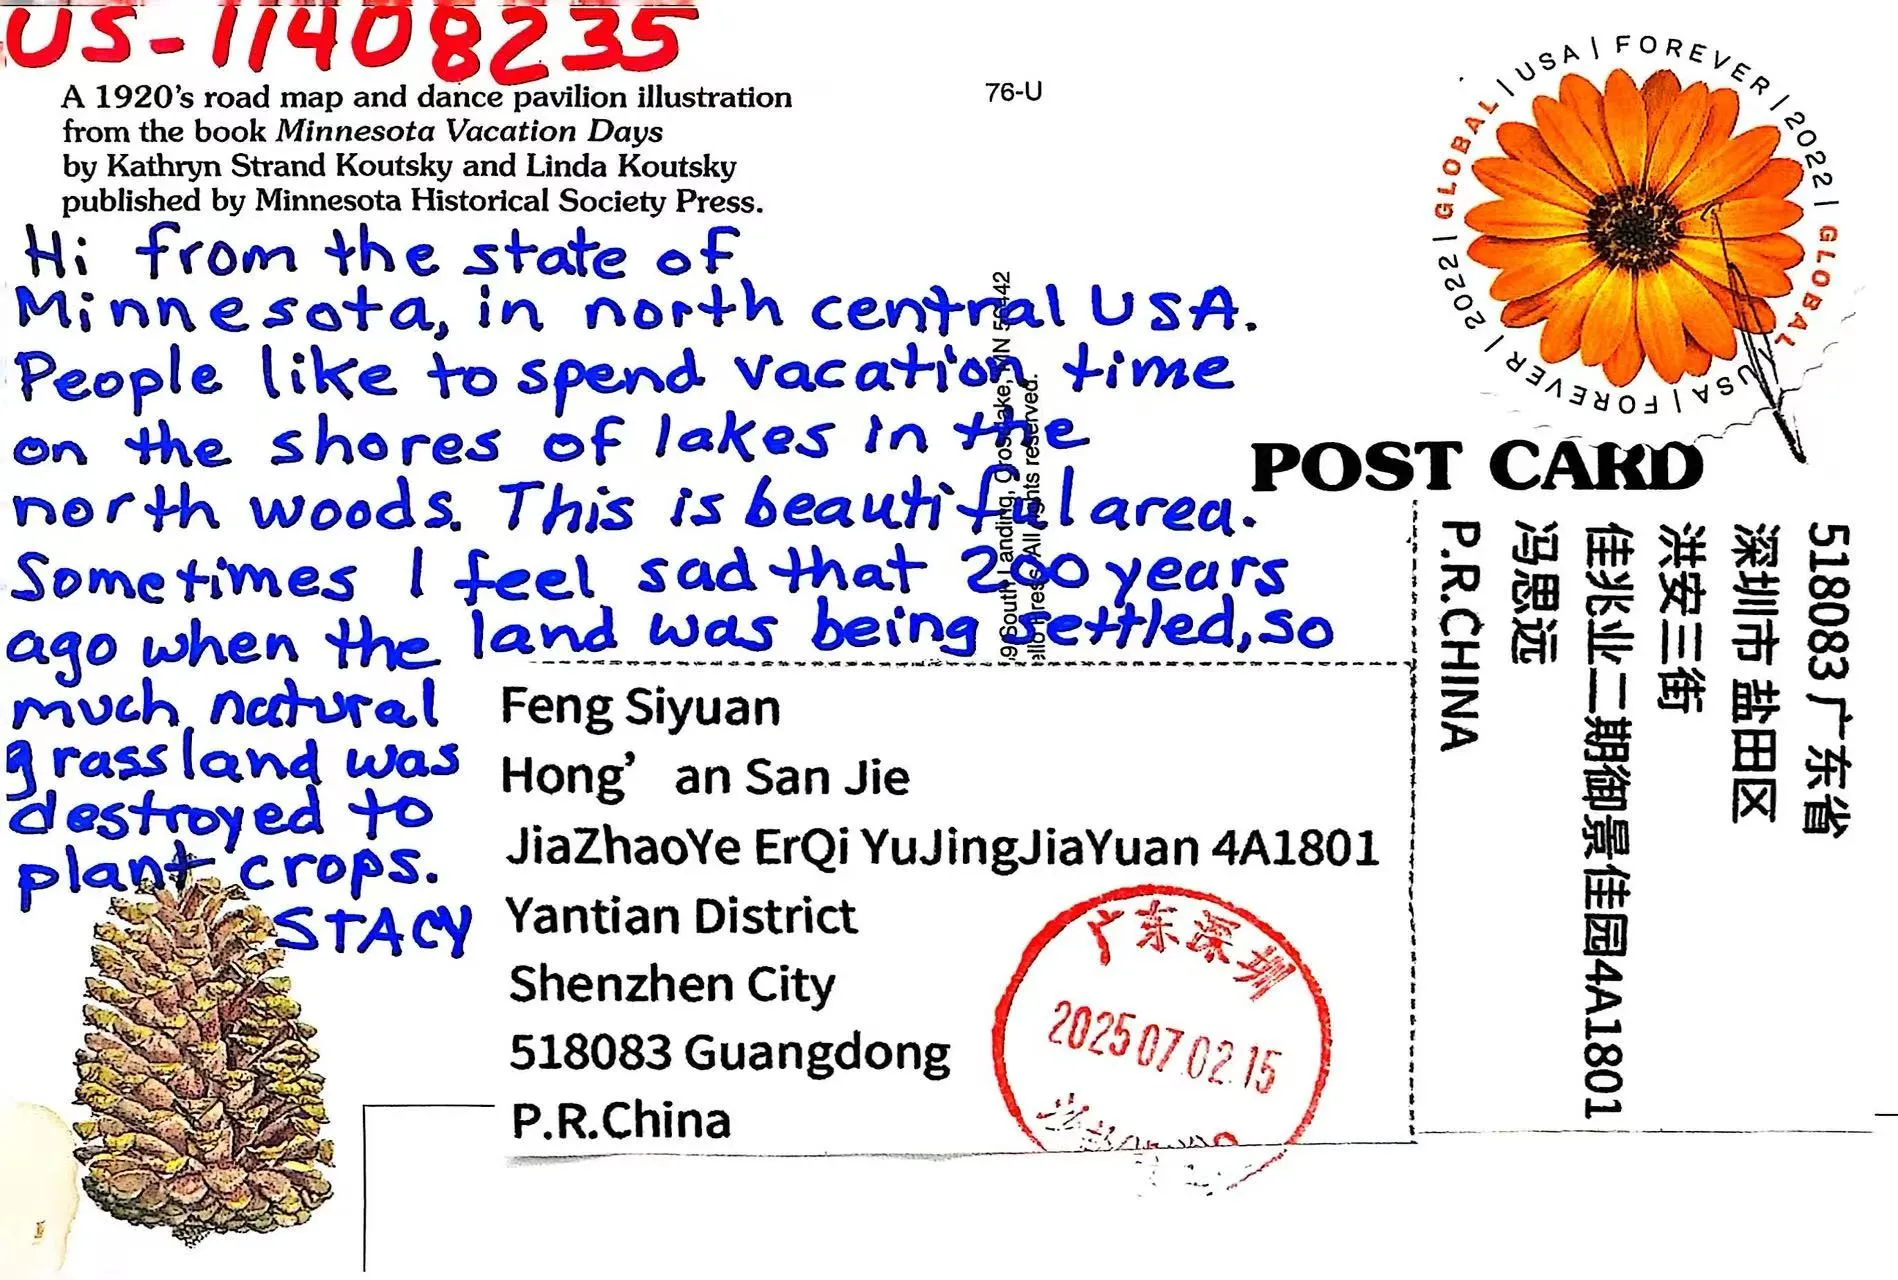 US-11408235
A 1920's road map and dance pavilion illustration
from the book Minnesota Vacation Days
by Kathryn Strand Koutsky and Linda Koutsky
published by Minnesota Historical Society Press.
76-U
Hi from the state of
Minnesota, in north central USA.
People like to spend vacation time
on the shores of lakes in the
north woods. This is beautiful area.
Sometimes I feel sad that 200 years
ago when the land was being settled, so
much natural
grassland was
destroyed to
plant crops.
STACY
South Landing, Cross Lake, MN 56442
All rights reserved.
GLOBAL | USA | FOREVER | 2022 | GLOBAL
USA | FOREVER | 2022 |
POST CARD
518083 广东省
深圳市 盐田区
洪安三街
佳兆业二期御景佳园4A1801
冯思远
P.R.CHINA
Feng Siyuan
Hong’ an San Jie
JiaZhaoYe ErQi YuJingJiaYuan 4A1801
Yantian District
Shenzhen City
518083 Guangdong
P.R.China
广东深圳
2025 07.02.15